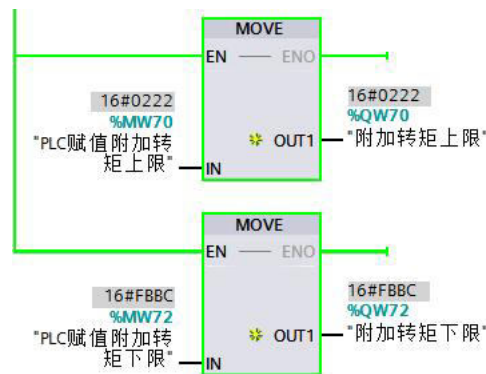 MOVE
EN ENO
16#0222
%MW70
"PLC赋值附加转
矩上限"
IN
OUT1
16#0222
%QW70
"附加转矩上限"
MOVE
EN ENO
16#FBBC
%MW72
"PLC赋值附加转
矩下限"
IN
OUT1
16#FBBC
%QW72
"附加转矩下限"